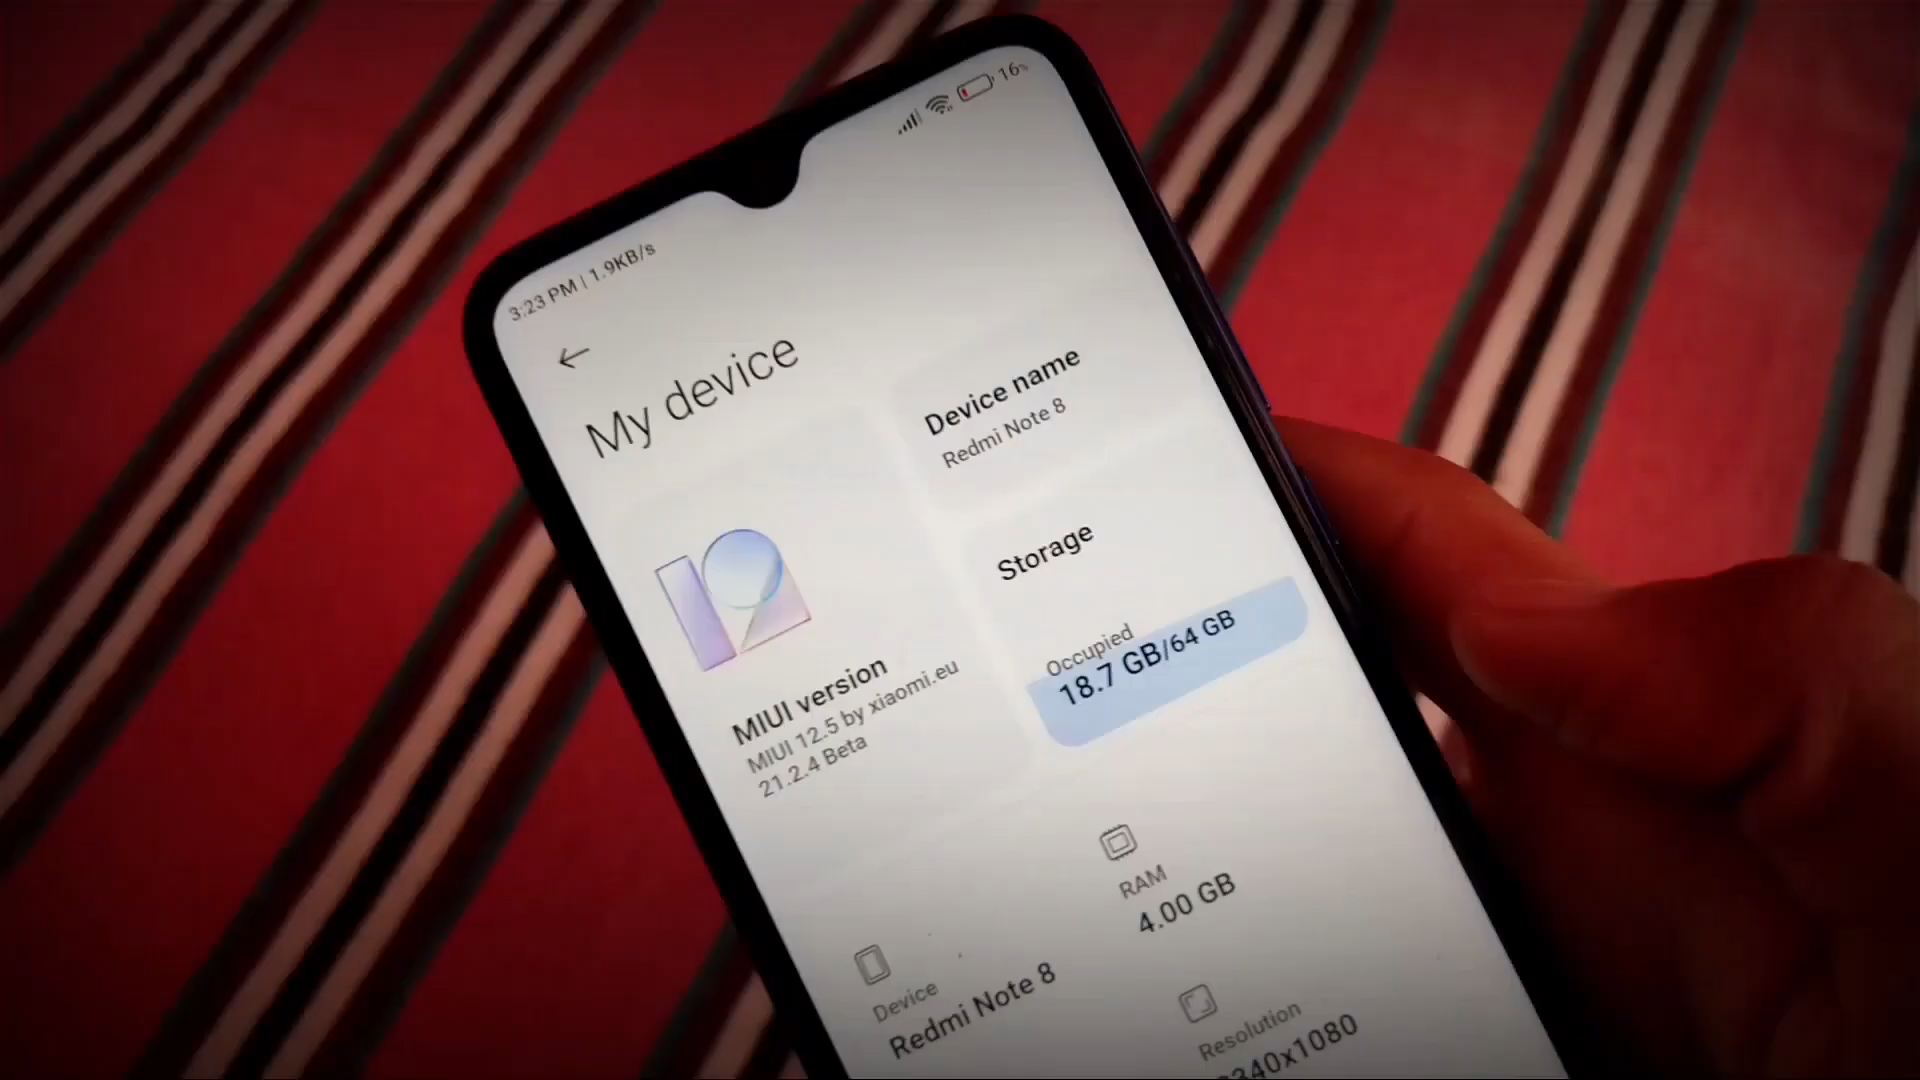 3:23 PM | 1.9KB/s
16%
My device
12
MIUI version
MIUI 12.5 by xiaomi.eu
21.2.4 Beta
Device name
Redmi Note 8
Storage
Occupied
18.7 GB/64 GB
RAM
4.00 GB
Device
Redmi Note 8
Resolution
340x1080